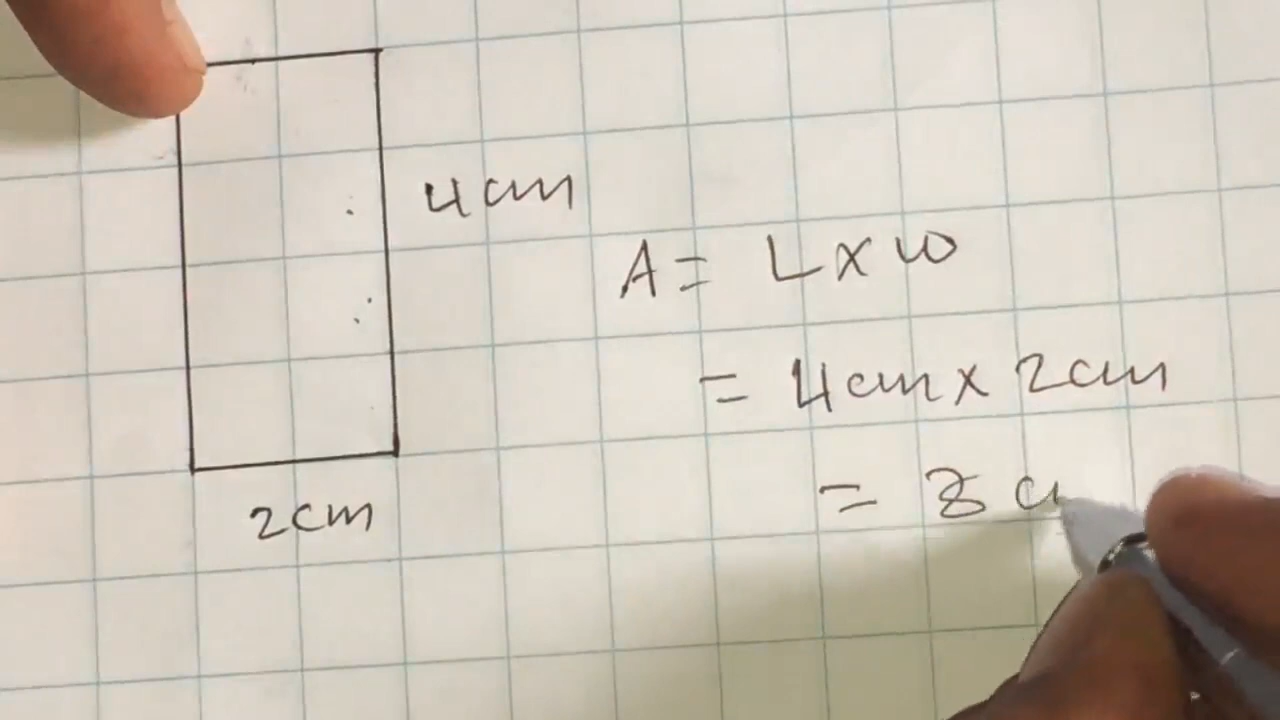 4cm
A = L x W
= 4cm x 2cm
= 8 c
2cm